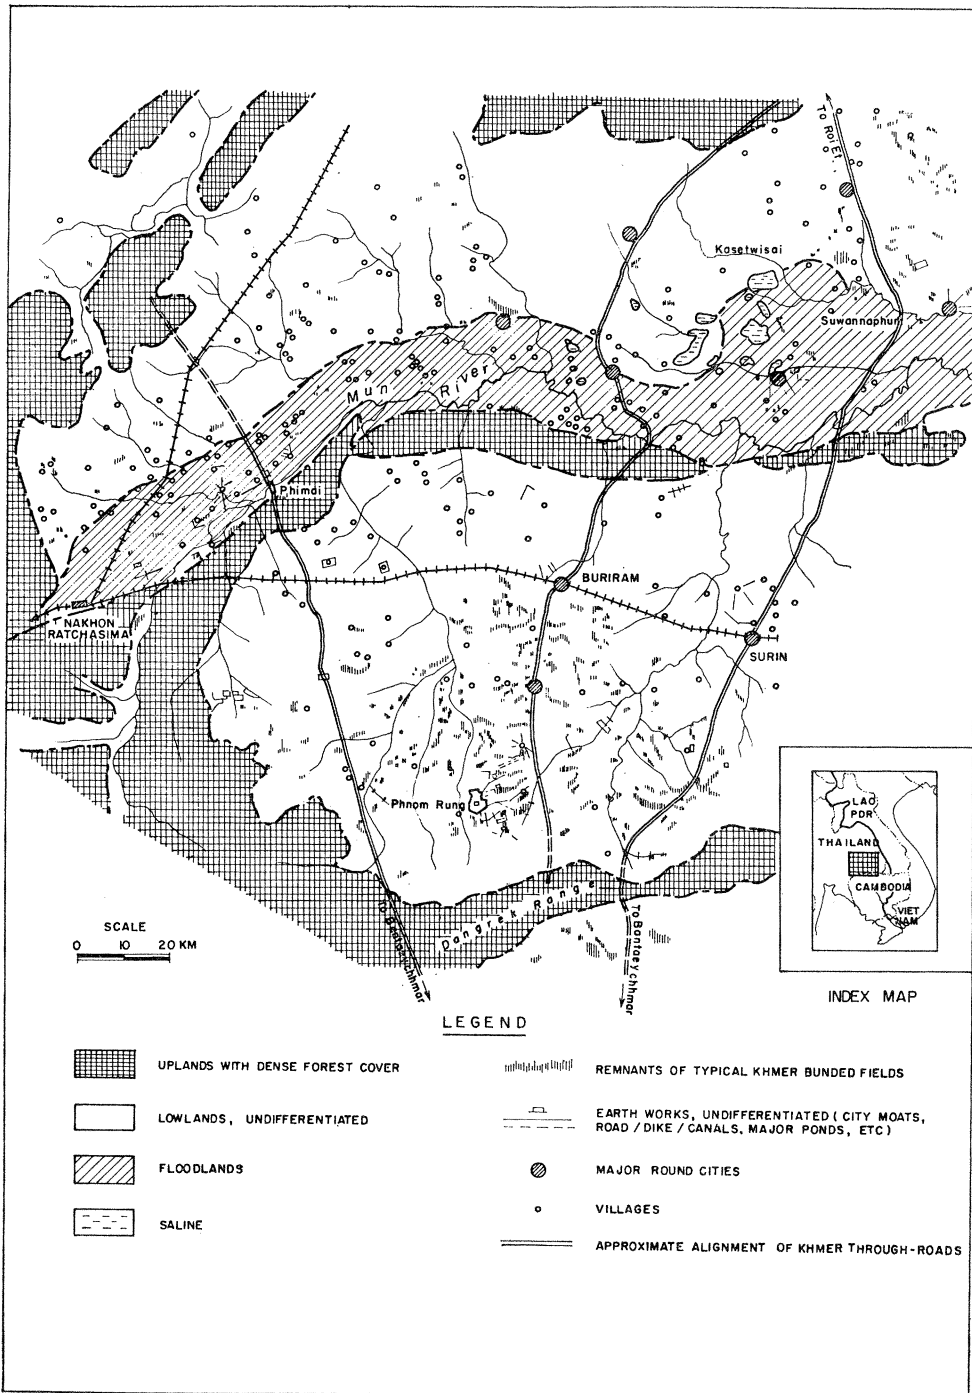 To Roi Et
Kasetwisai
Suwannaphum
Mun River
Phimai
BURIRAM
NAKHON
RATCHASIMA
SURIN
Phnom Rung
LAO
PDR
THAILAND
CAMBODIA
VIET
NAM
Dangrek Range
SCALE
0 10 20 KM
To Banteaychhmar
To Bantaeychhmar
INDEX MAP
LEGEND
UPLANDS WITH DENSE FOREST COVER
REMNANTS OF TYPICAL KHMER BUNDED FIELDS
LOWLANDS, UNDIFFERENTIATED
EARTH WORKS, UNDIFFERENTIATED ( CITY MOATS,
ROAD / DIKE / CANALS, MAJOR PONDS, ETC )
FLOODLANDS
MAJOR ROUND CITIES
SALINE
VILLAGES
APPROXIMATE ALIGNMENT OF KHMER THROUGH-ROADS